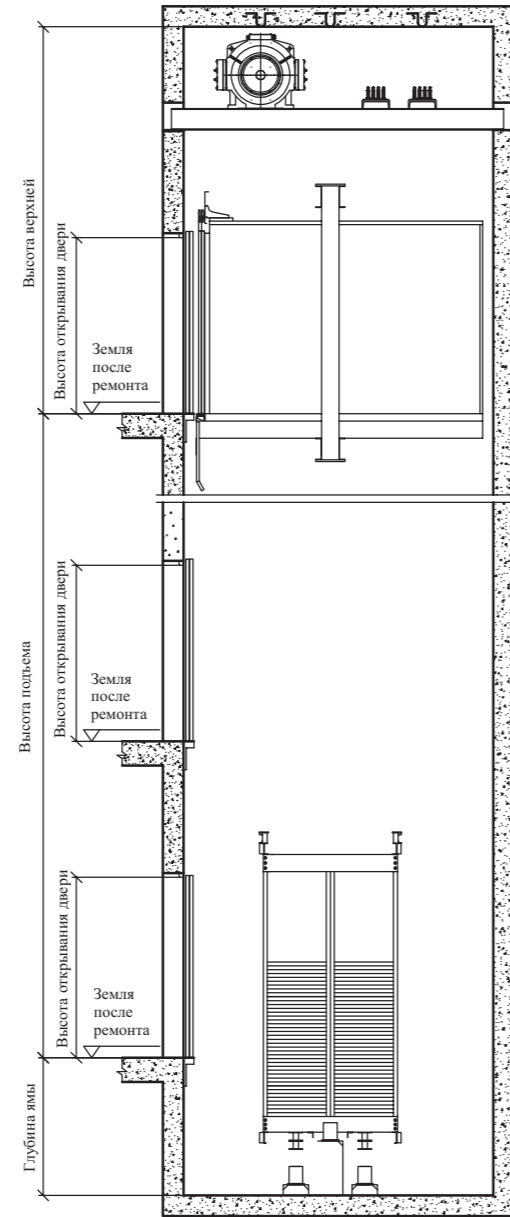 Высота верхней
Высота открывания двери
Земля
после
ремонта
Высота подъема
Высота открывания двери
Земля
после
ремонта
Высота открывания двери
Земля
после
ремонта
Глубина ямы